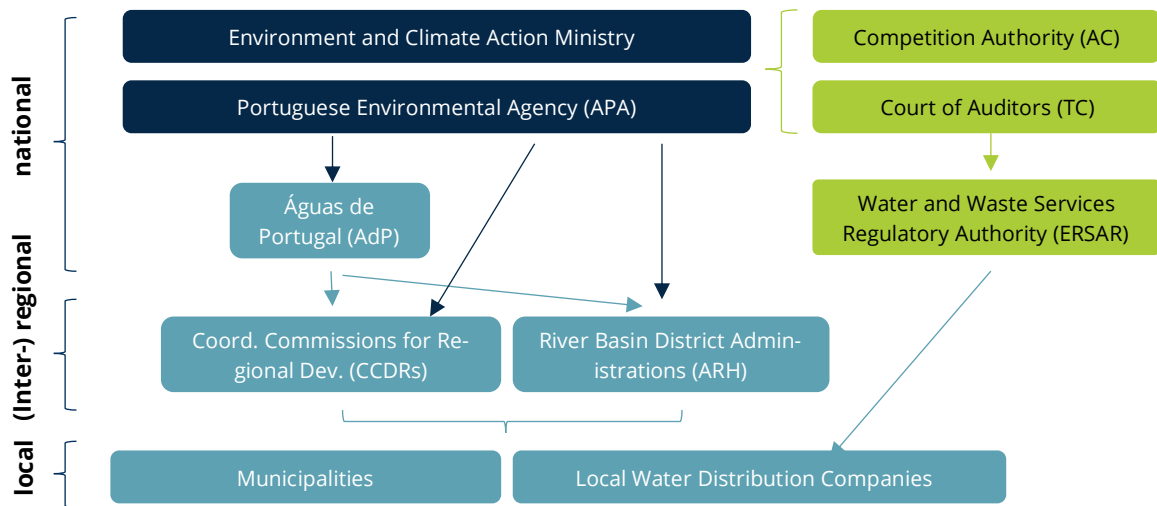 national
Environment and Climate Action Ministry
Competition Authority (AC)
Portuguese Environmental Agency (APA)
Court of Auditors (TC)
Águas de
Portugal (AdP)
Water and Waste Services
Regulatory Authority (ERSAR)
(Inter-) regional
Coord. Commissions for Re-
gional Dev. (CCDRs)
River Basin District Admin-
istrations (ARH)
local
Municipalities
Local Water Distribution Companies